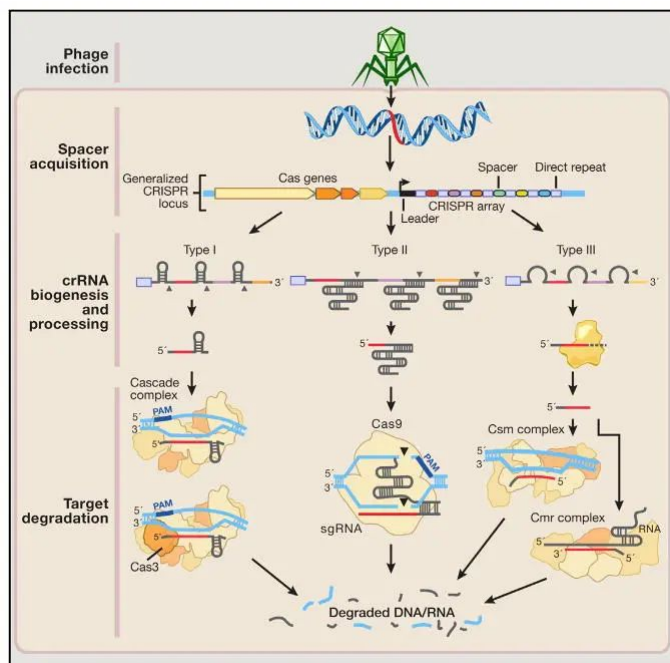 Phage
infection
Spacer
acquisition
Generalized
CRISPR
locus
Cas genes
Spacer
Direct repeat
CRISPR array
Leader
crRNA
biogenesis
and
processing
Type I
Type II
Type III
3´
3´
3´
5´
5´
5´
5´
Target
degradation
Cascade
complex
PAM
5´
3´
5´
PAM
5´
3´
5´
Cas3
Cas9
PAM
5´
3´
sgRNA
Csm complex
5´
3´
5´
Cmr complex
RNA
5´
3´
5´
Degraded DNA/RNA